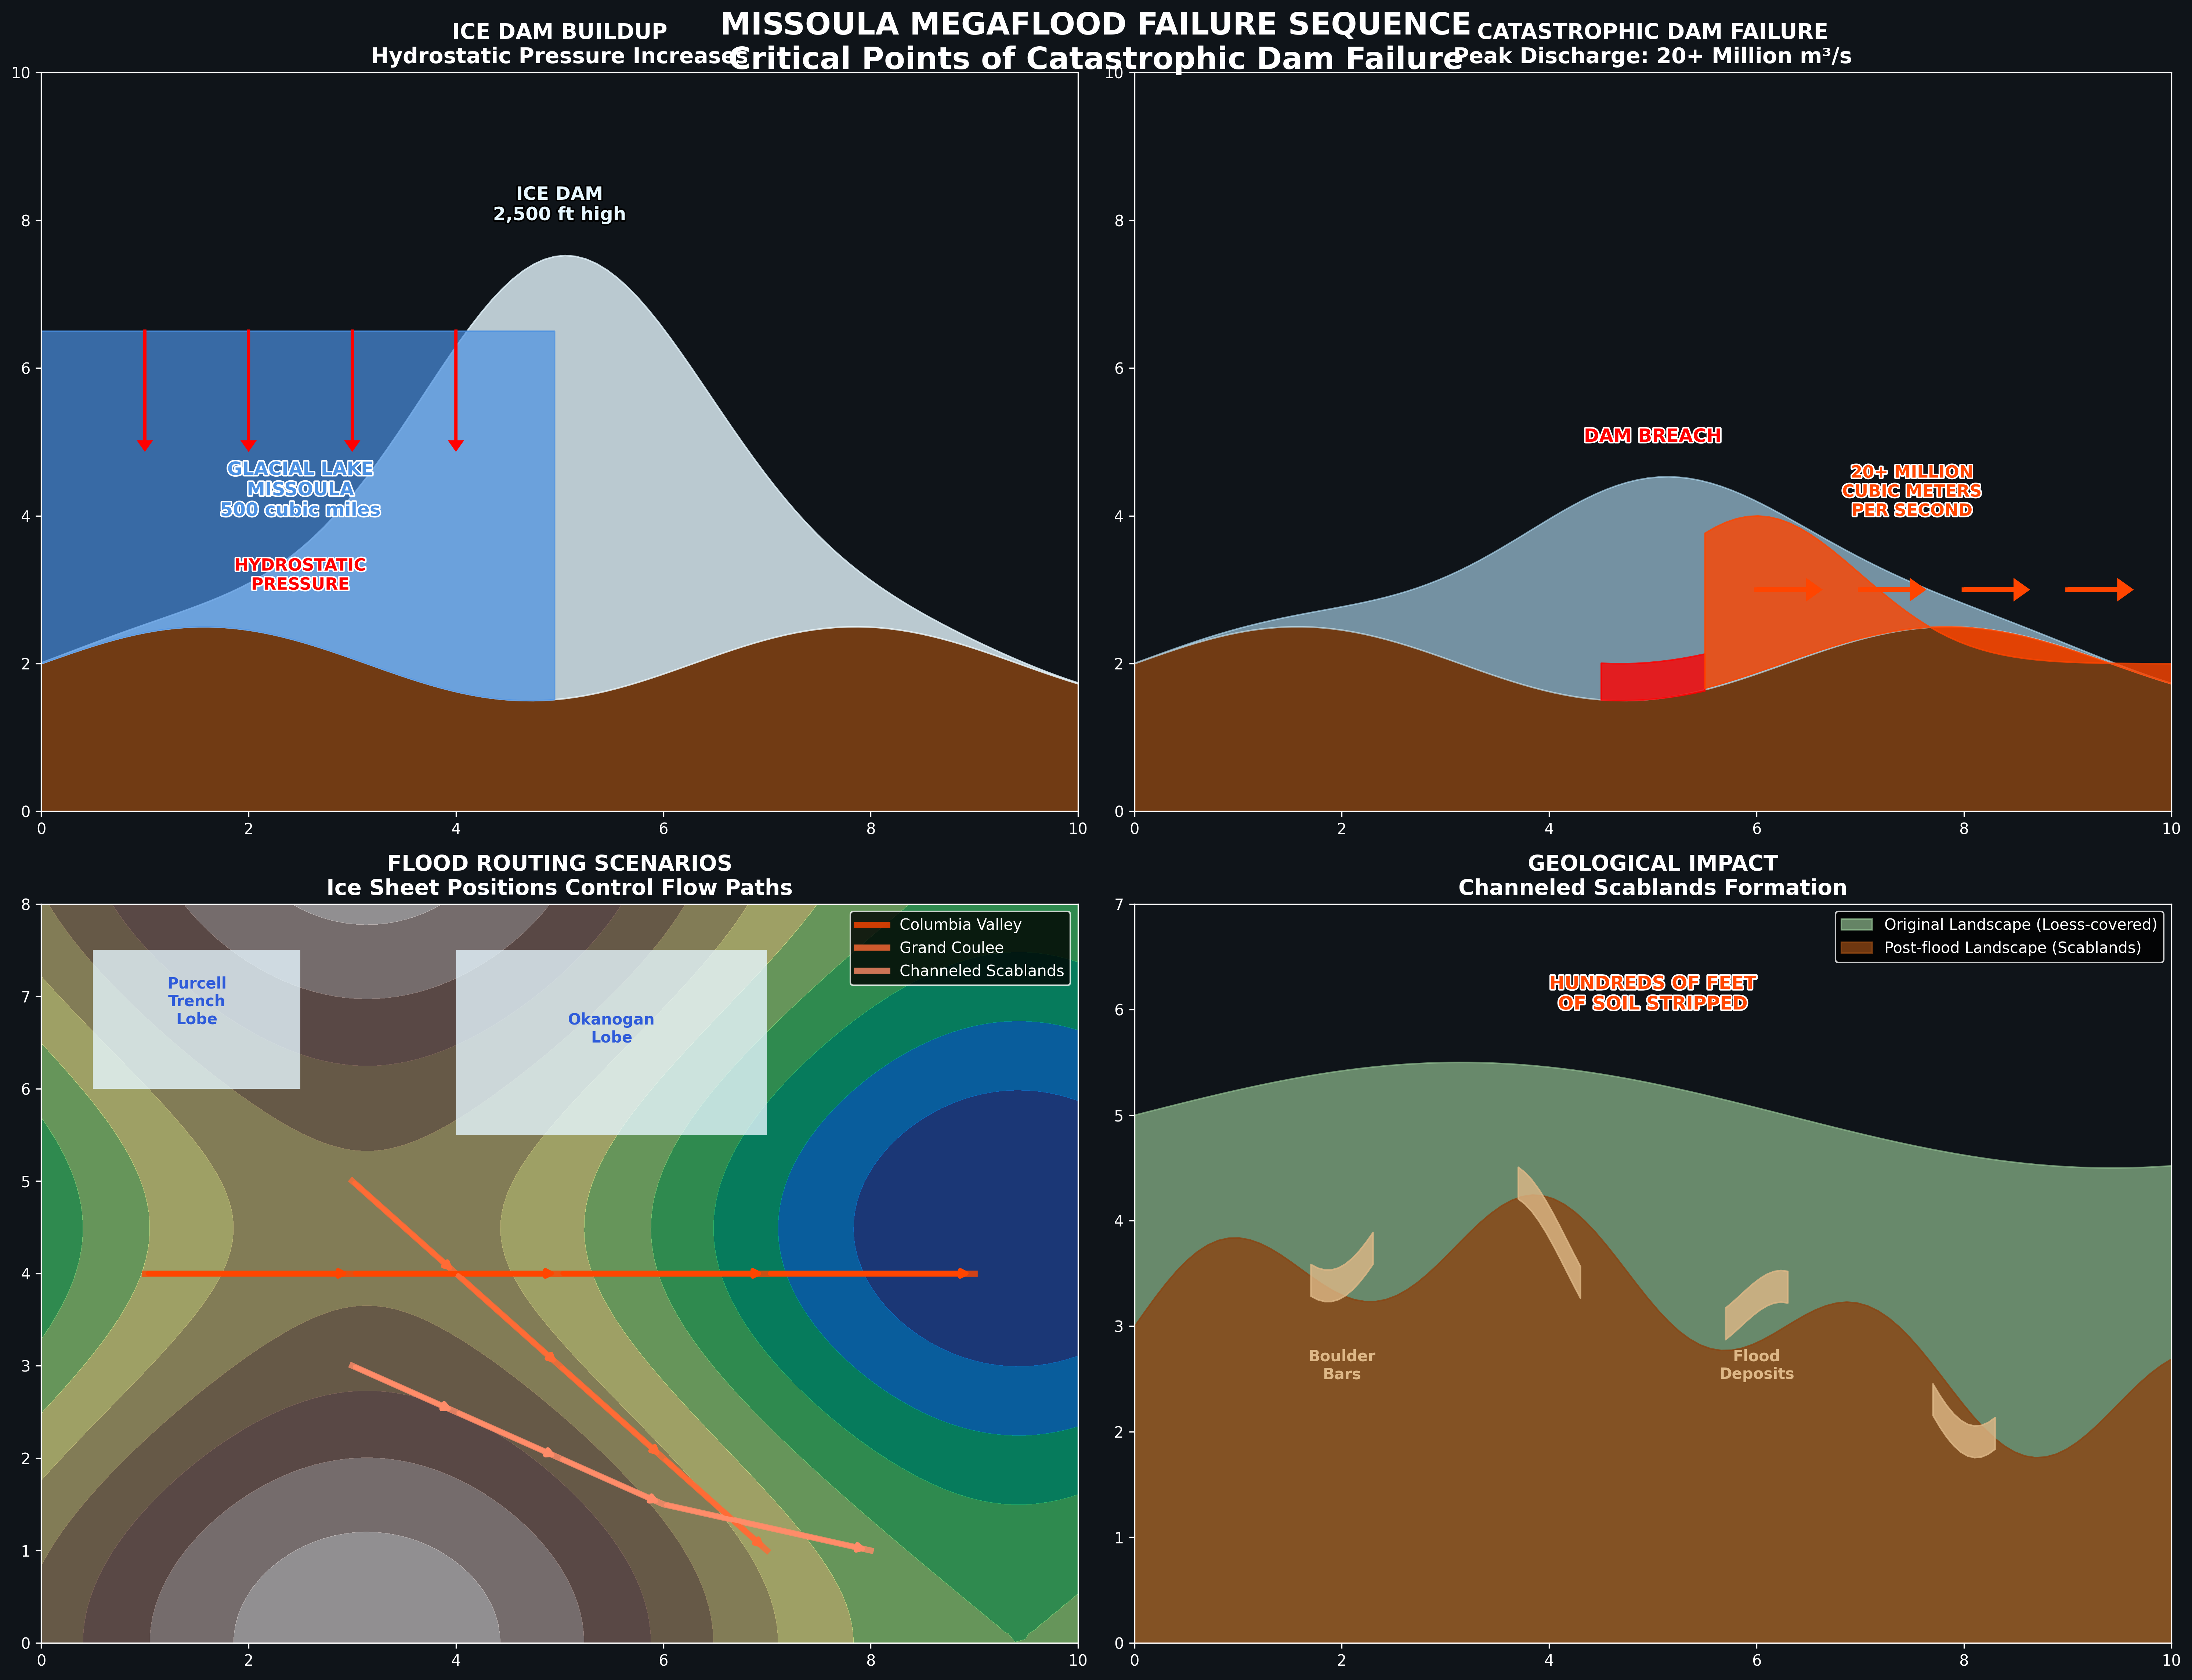 MISSOULA MEGAFLOOD FAILURE SEQUENCE
Critical Points of Catastrophic Dam Failure
ICE DAM BUILDUP
Hydrostatic Pressure Increases
10
8
6
4
2
0
0 2 4 6 8 10
ICE DAM
2,500 ft high
GLACIAL LAKE
MISSOULA
500 cubic miles
HYDROSTATIC
PRESSURE
CATASTROPHIC DAM FAILURE
Peak Discharge: 20+ Million m³/s
10
8
6
4
2
0
0 2 4 6 8 10
DAM BREACH
20+ MILLION
CUBIC METERS
PER SECOND
FLOOD ROUTING SCENARIOS
Ice Sheet Positions Control Flow Paths
8
7
6
5
4
3
2
1
0
0 2 4 6 8 10
Purcell
Trench
Lobe
Okanogan
Lobe
Columbia Valley
Grand Coulee
Channeled Scablands
GEOLOGICAL IMPACT
Channeled Scablands Formation
7
6
5
4
3
2
1
0
0 2 4 6 8 10
Original Landscape (Loess-covered)
Post-flood Landscape (Scablands)
HUNDREDS OF FEET
OF SOIL STRIPPED
Boulder
Bars
Flood
Deposits